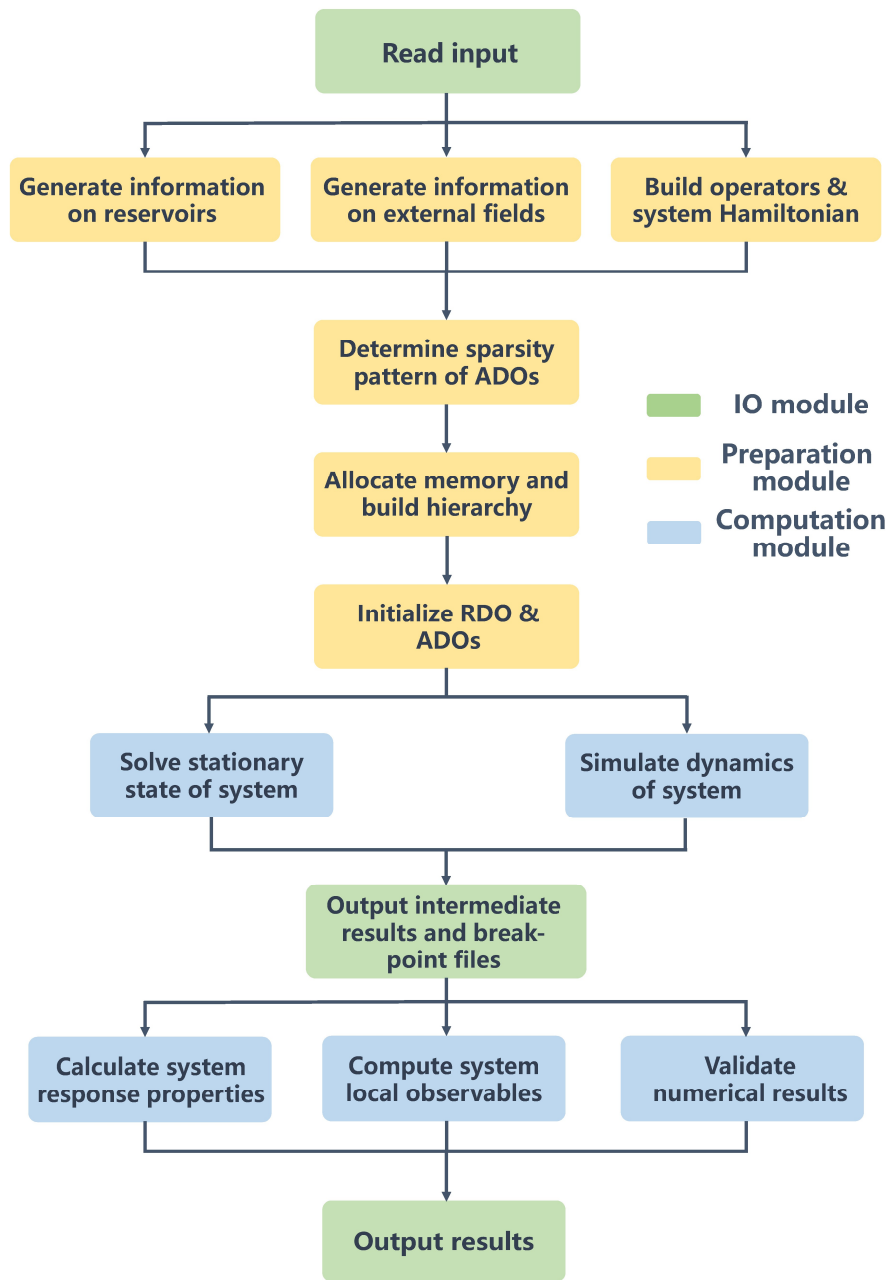 Read input
Generate information
on reservoirs
Generate information
on external fields
Build operators &
system Hamiltonian
Determine sparsity
pattern of ADOs
IO module
Preparation
module
Computation
module
Allocate memory and
build hierarchy
Initialize RDO &
ADOs
Solve stationary
state of system
Simulate dynamics
of system
Output intermediate
results and break-
point files
Calculate system
response properties
Compute system
local observables
Validate
numerical results
Output results